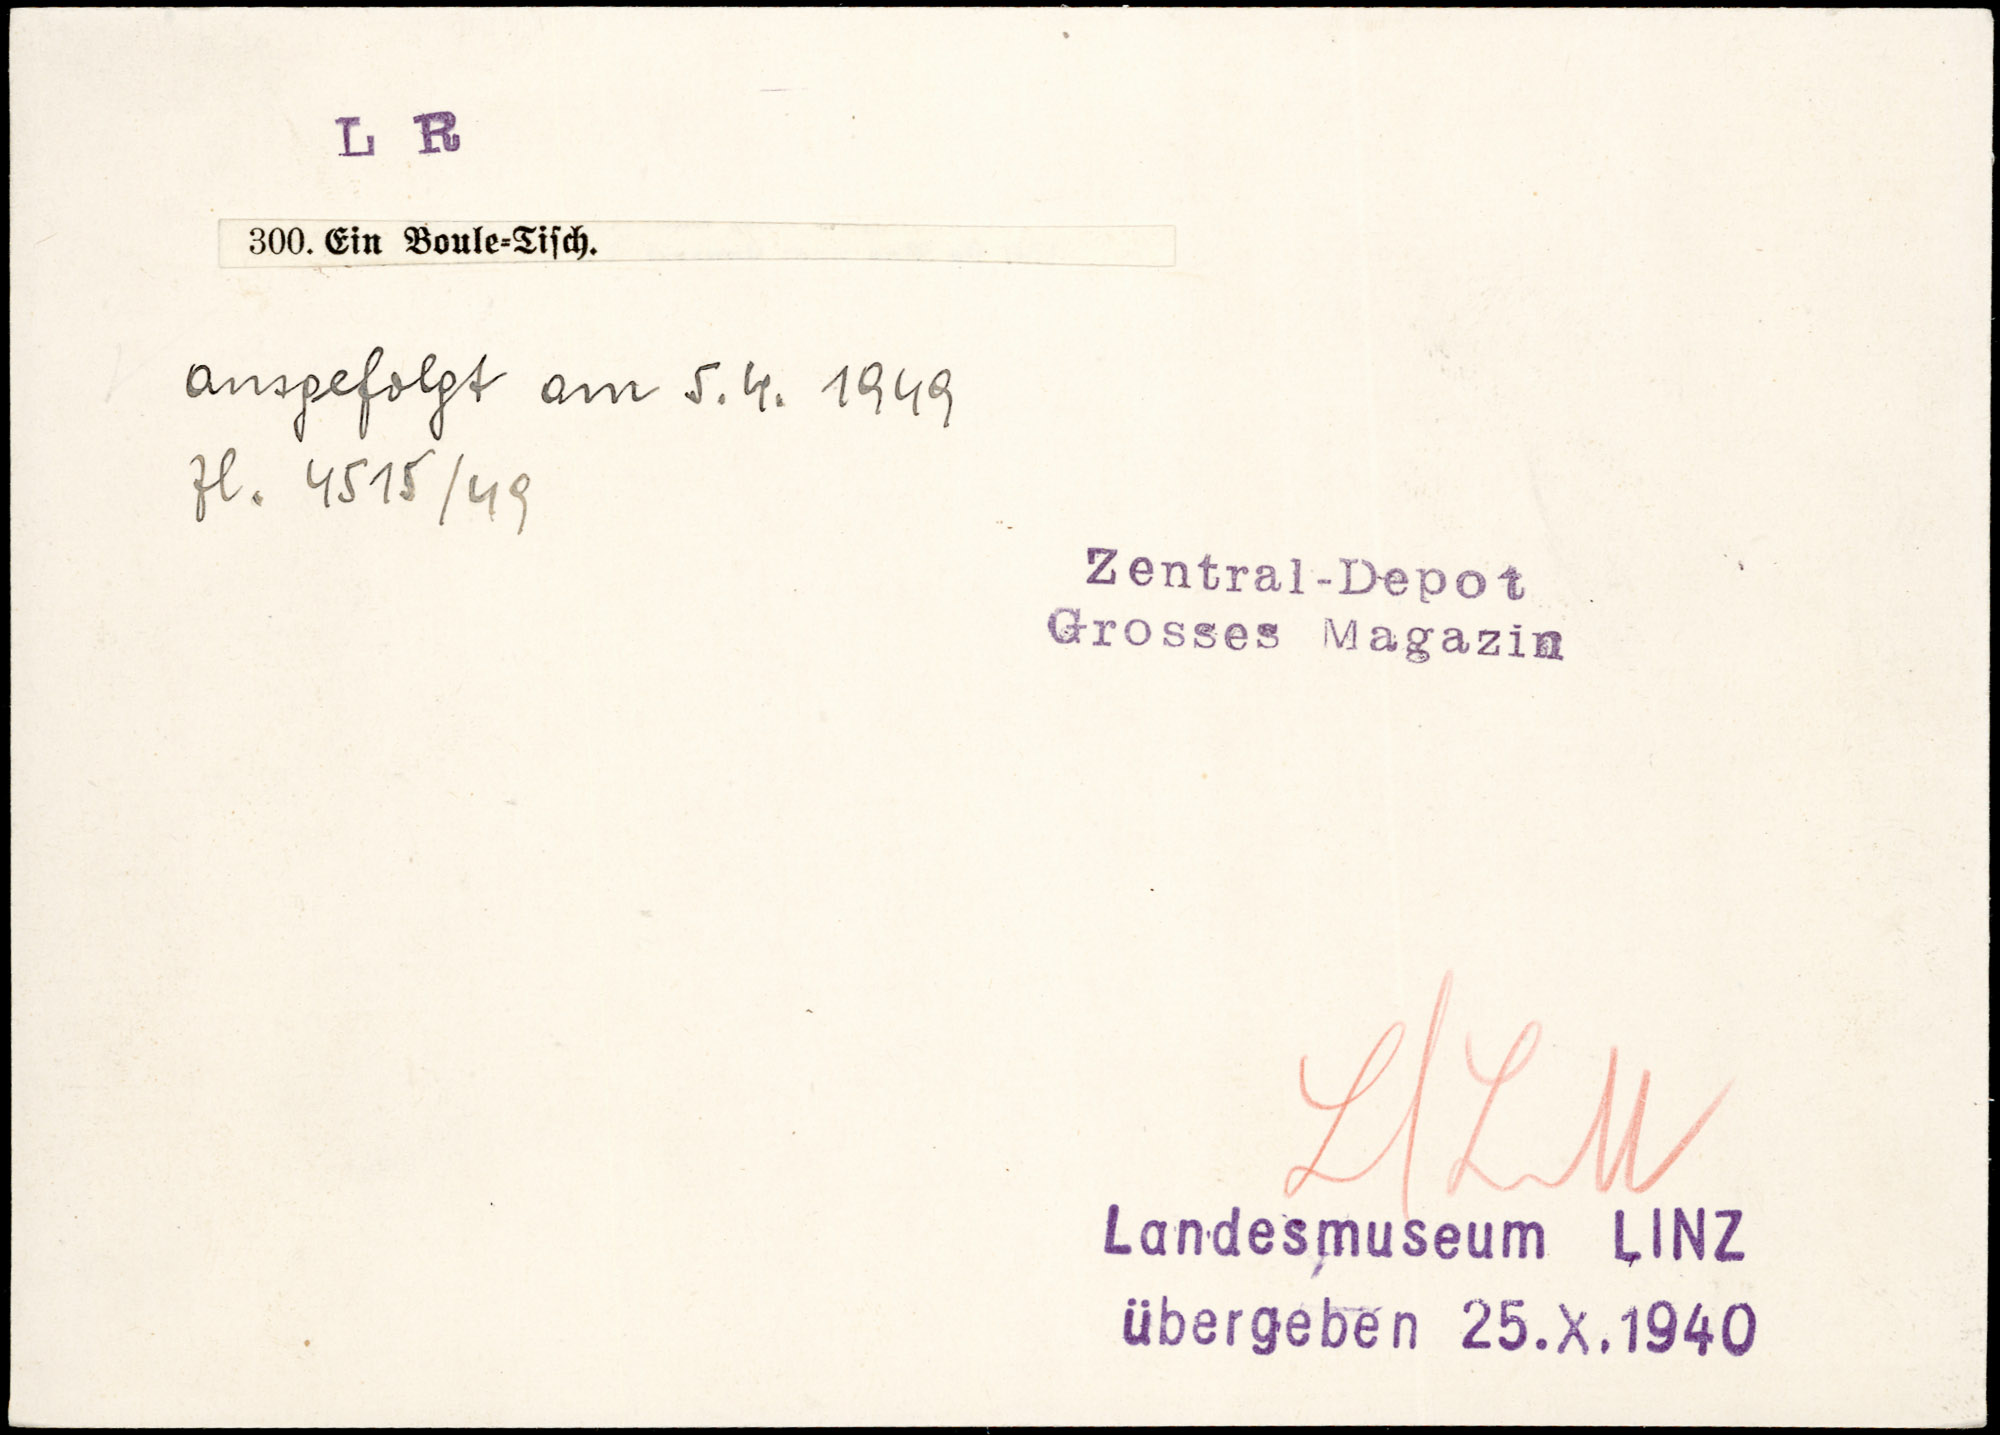 L R
300. Ein Boule-Tisch.
ausgefolgt am 5. 4. 1949
Zl. 4515/49
Zentral-Depot
Grosses Magazin
L/LM
Landesmuseum LINZ
übergeben 25.X.1940